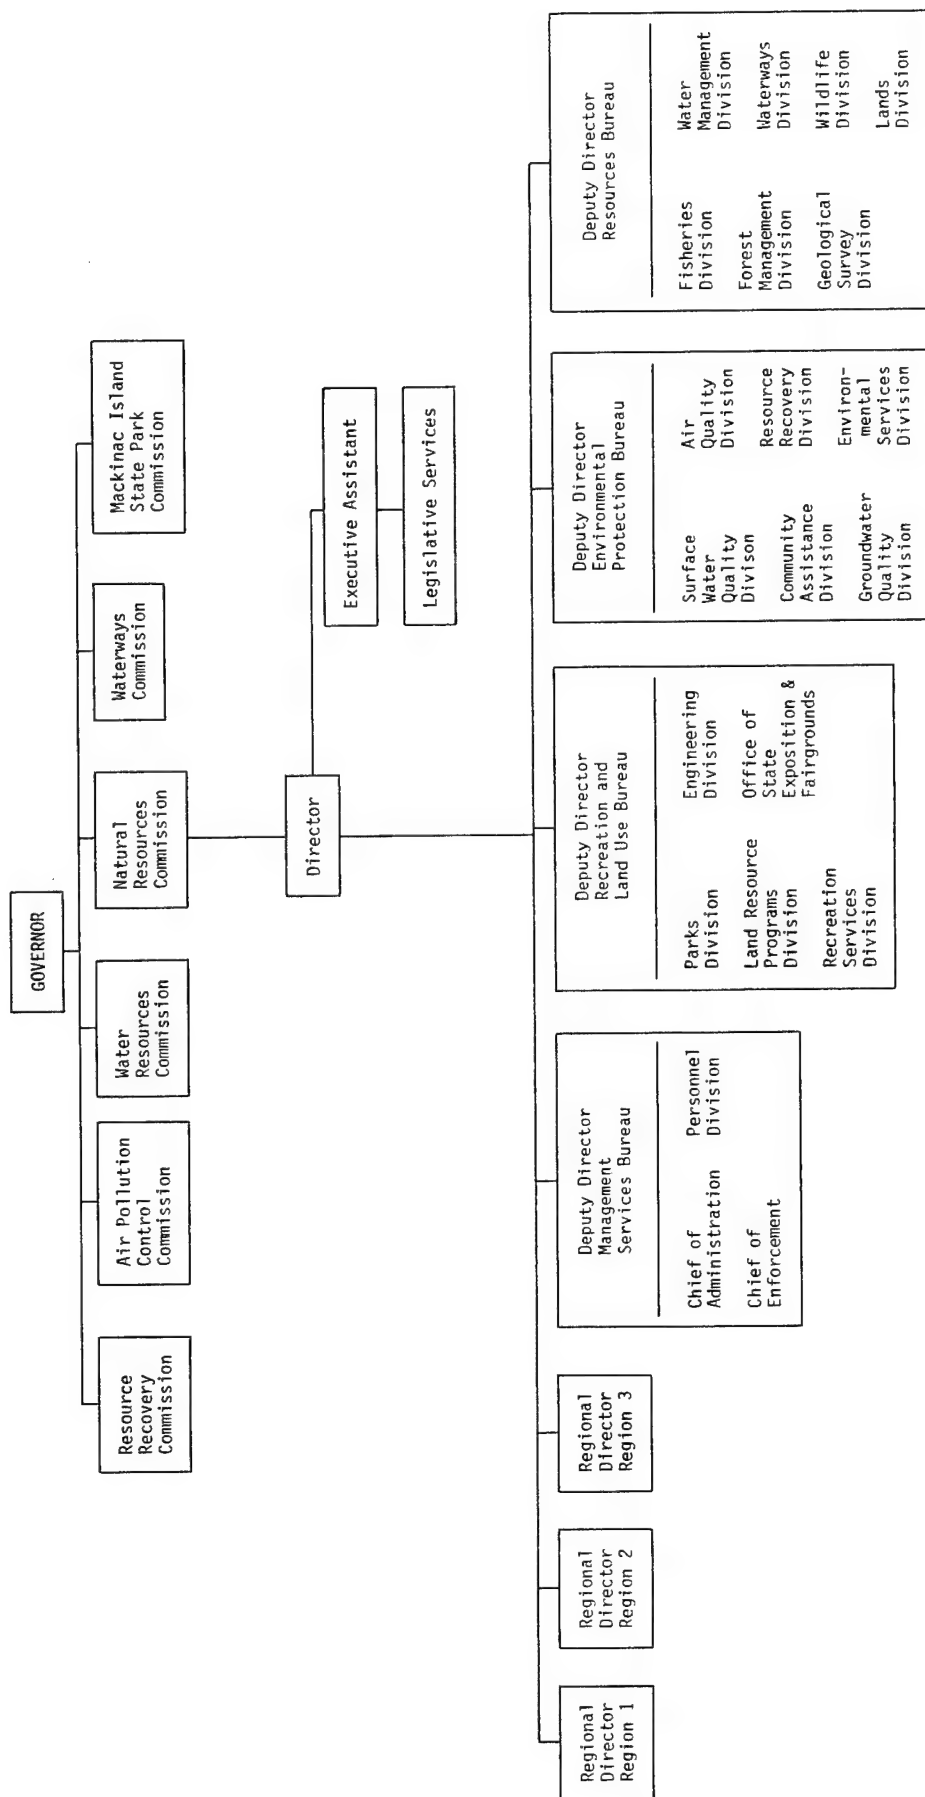 GOVERNOR
Resource
Recovery
Commission
Air Pollution
Control
Commission
Water
Resources
Commission
Natural
Resources
Commission
Waterways
Commission
Mackinac Island
State Park
Commission
Director
Executive Assistant
Legislative Services
Regional
Director
Region 1
Regional
Director
Region 2
Regional
Director
Region 3
Deputy Director
Management
Services Bureau
Chief of
Administration
Chief of
Enforcement
Personnel
Division
Deputy Director
Recreation and
Land Use Bureau
Parks
Division
Land Resource
Programs
Division
Recreation
Services
Division
Engineering
Division
Office of
State
Exposition &
Fairgrounds
Deputy Director
Environmental
Protection Bureau
Surface
Water
Quality
Divison
Community
Assistance
Division
Groundwater
Quality
Division
Air
Quality
Division
Resource
Recovery
Division
Environ-
mental
Services
Division
Deputy Director
Resources Bureau
Fisheries
Division
Forest
Management
Division
Geological
Survey
Division
Water
Management
Division
Waterways
Division
Wildlife
Division
Lands
Division